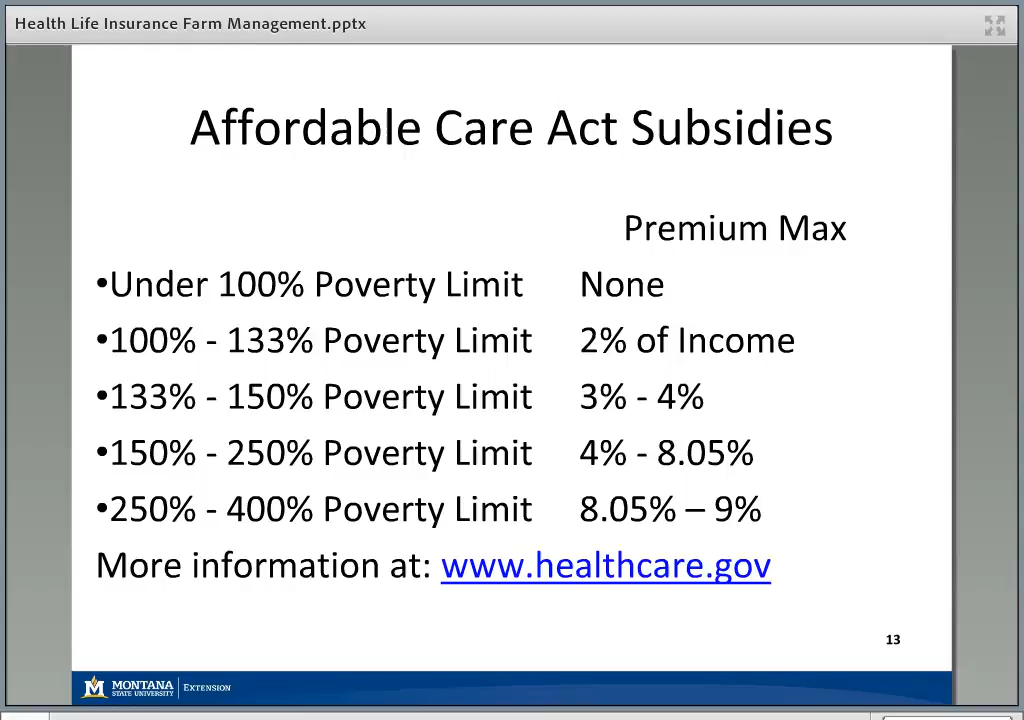 Health Life Insurance Farm Management.pptx
Affordable Care Act Subsidies
Premium Max
•Under 100% Poverty Limit None
•100% - 133% Poverty Limit 2% of Income
•133% - 150% Poverty Limit 3% - 4%
•150% - 250% Poverty Limit 4% - 8.05%
•250% - 400% Poverty Limit 8.05% – 9%
More information at: www.healthcare.gov
13
M MONTANA
STATE UNIVERSITY EXTENSION